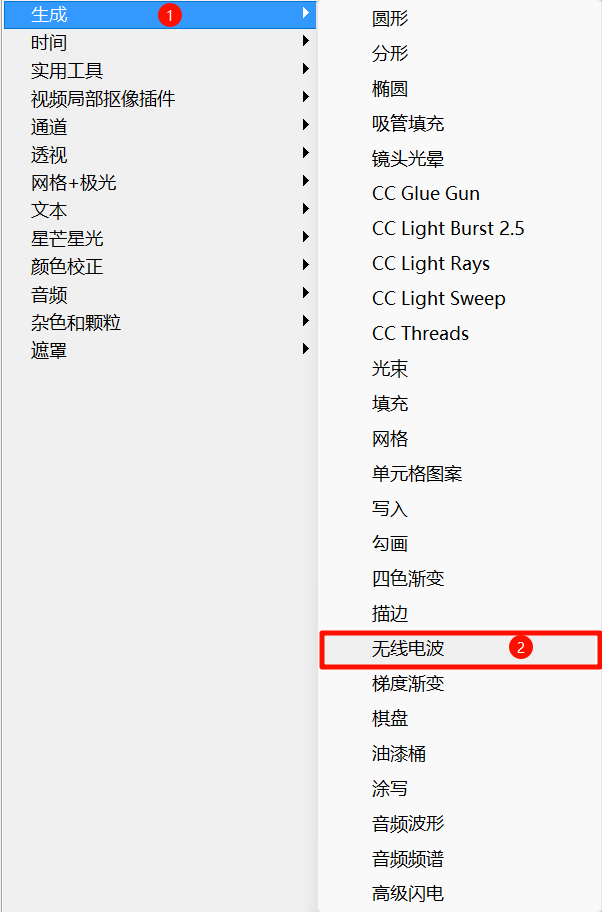 生成
1
时间
实用工具
视频局部抠像插件
通道
透视
网格+极光
文本
星芒星光
颜色校正
音频
杂色和颗粒
遮罩
圆形
分形
椭圆
吸管填充
镜头光晕
CC Glue Gun
CC Light Burst 2.5
CC Light Rays
CC Light Sweep
CC Threads
光束
填充
网格
单元格图案
写入
勾画
四色渐变
描边
无线电波
2
梯度渐变
棋盘
油漆桶
涂写
音频波形
音频频谱
高级闪电